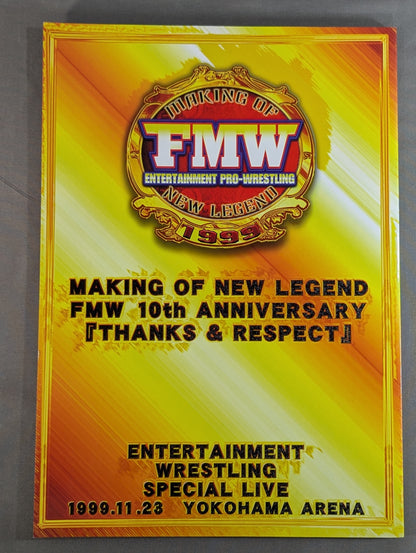 MAKING OF
FMW
ENTERTAINMENT PRO-WRESTLING
NEW LEGEND
1999
MAKING OF NEW LEGEND
FMW 10th ANNIVERSARY
『THANKS & RESPECT』
ENTERTAINMENT
WRESTLING
SPECIAL LIVE
1999.11.23 YOKOHAMA ARENA